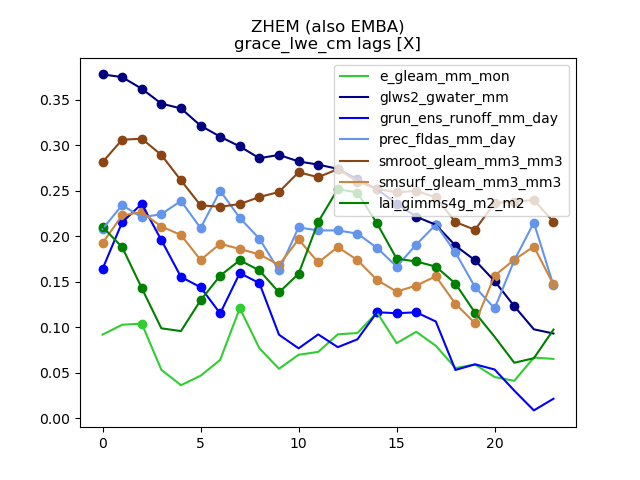 ZHEM (also EMBA)
grace_lwe_cm lags [X]
e_gleam_mm_mon
glws2_gwater_mm
grun_ens_runoff_mm_day
prec_fldas_mm_day
smroot_gleam_mm3_mm3
smsurf_gleam_mm3_mm3
lai_gimms4g_m2_m2
0.35
0.30
0.25
0.20
0.15
0.10
0.05
0.00
0
5
10
15
20